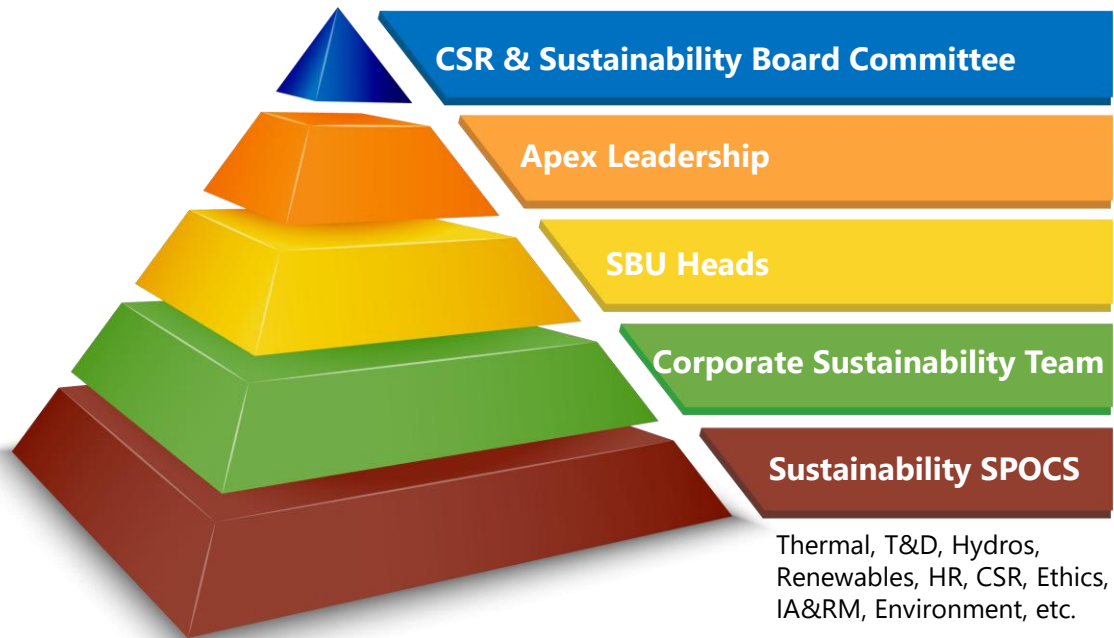 CSR & Sustainability Board Committee
Apex Leadership
SBU Heads
Corporate Sustainability Team
Sustainability SPOCS
Thermal, T&D, Hydros,
Renewables, HR, CSR, Ethics,
IA&RM, Environment, etc.